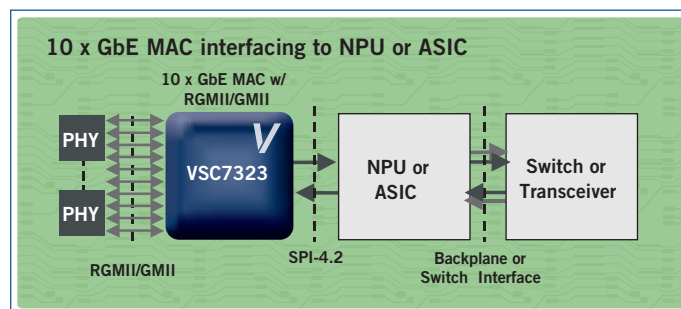 10 x GbE MAC interfacing to NPU or ASIC
10 x GbE MAC w/
RGMII/GMII
PHY
PHY
RGMII/GMII
V
VSC7323
SPI-4.2
NPU or
ASIC
Backplane or
Switch Interface
Switch or
Transceiver